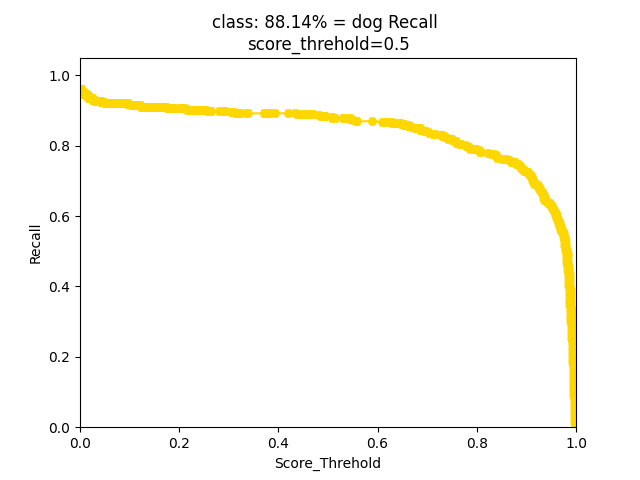 class: 88.14% = dog Recall
score_threhold=0.5
1.0
0.8
0.6
0.4
0.2
0.0
Recall
0.0 0.2 0.4 0.6 0.8 1.0
Score_Threhold